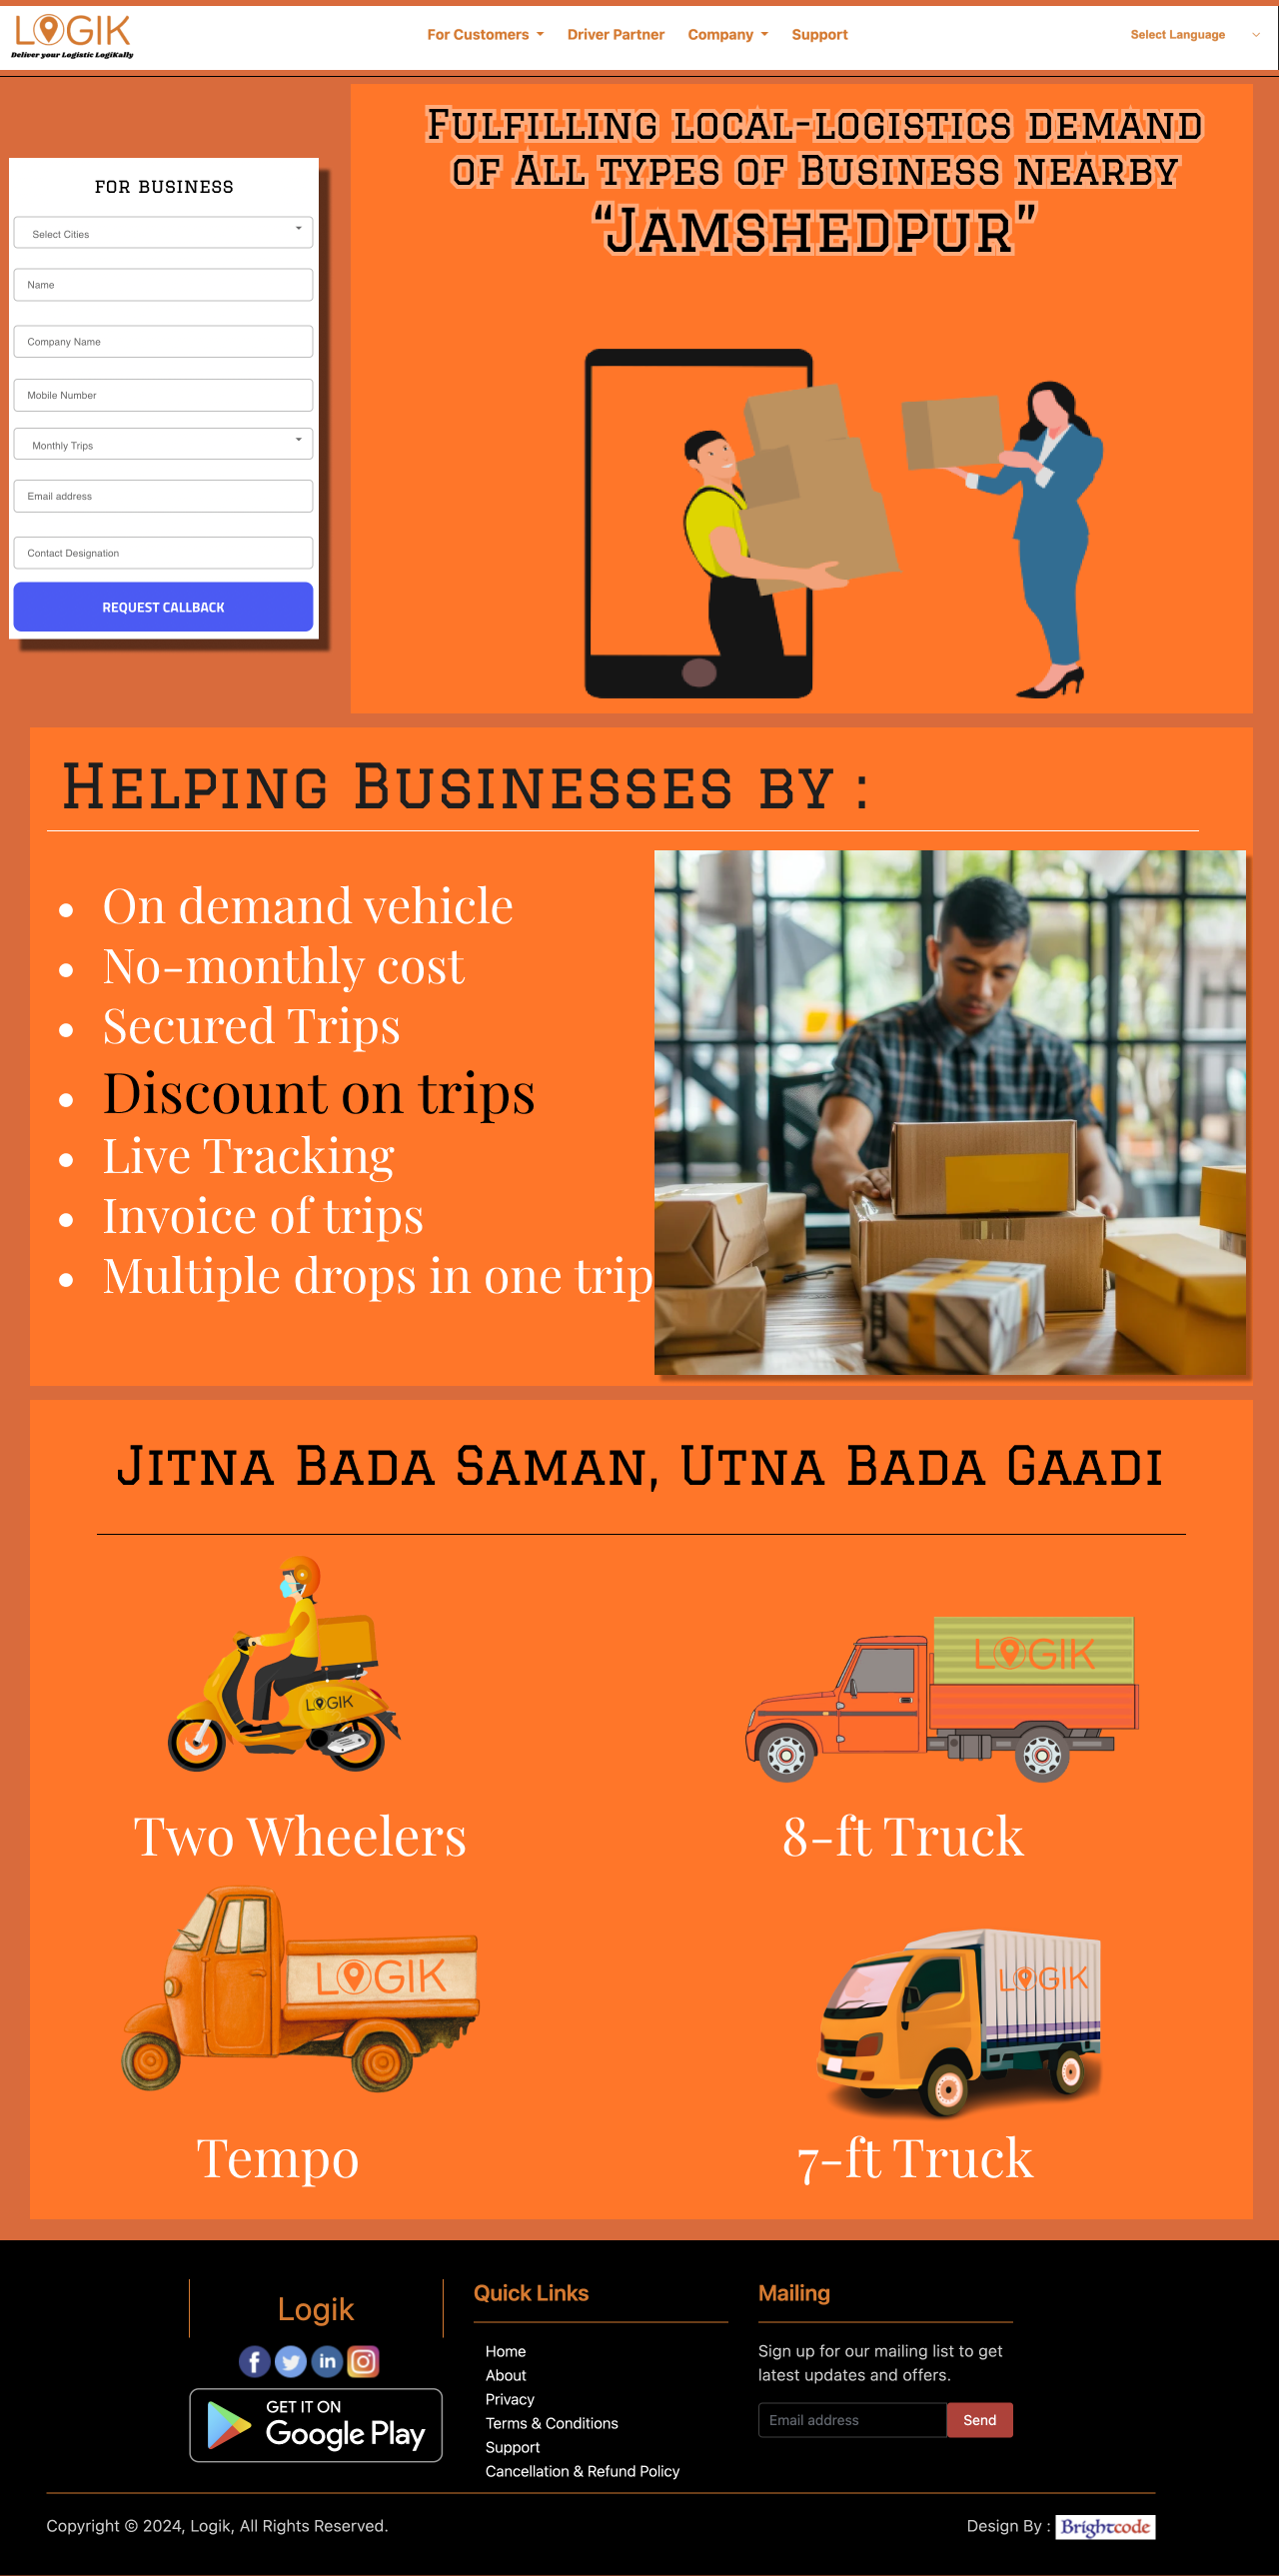 LOGIK
Deliver your Logistic LogiKally
For Customers
Driver Partner
Company
Support
Select Language
Fulfilling local-logistics demand
of All types of Business nearby
“Jamshedpur”
FOR BUSINESS
Select Cities
Name
Company Name
Mobile Number
Monthly Trips
Email address
Contact Designation
REQUEST CALLBACK
Helping Businesses by :
• On demand vehicle
• No-monthly cost
• Secured Trips
• Discount on trips
• Live Tracking
• Invoice of trips
• Multiple drops in one trip
Jitna Bada Saman, Utna Bada Gaadi
LOGIK
LOGIK
Two Wheelers
8-ft Truck
LOGIK
LOGIK
Tempo
7-ft Truck
Logik
GET IT ON
Google Play
Quick Links
Home
About
Privacy
Terms & Conditions
Support
Cancellation & Refund Policy
Mailing
Sign up for our mailing list to get
latest updates and offers.
Email address
Send
Copyright © 2024, Logik, All Rights Reserved.
Design By : Brightcode